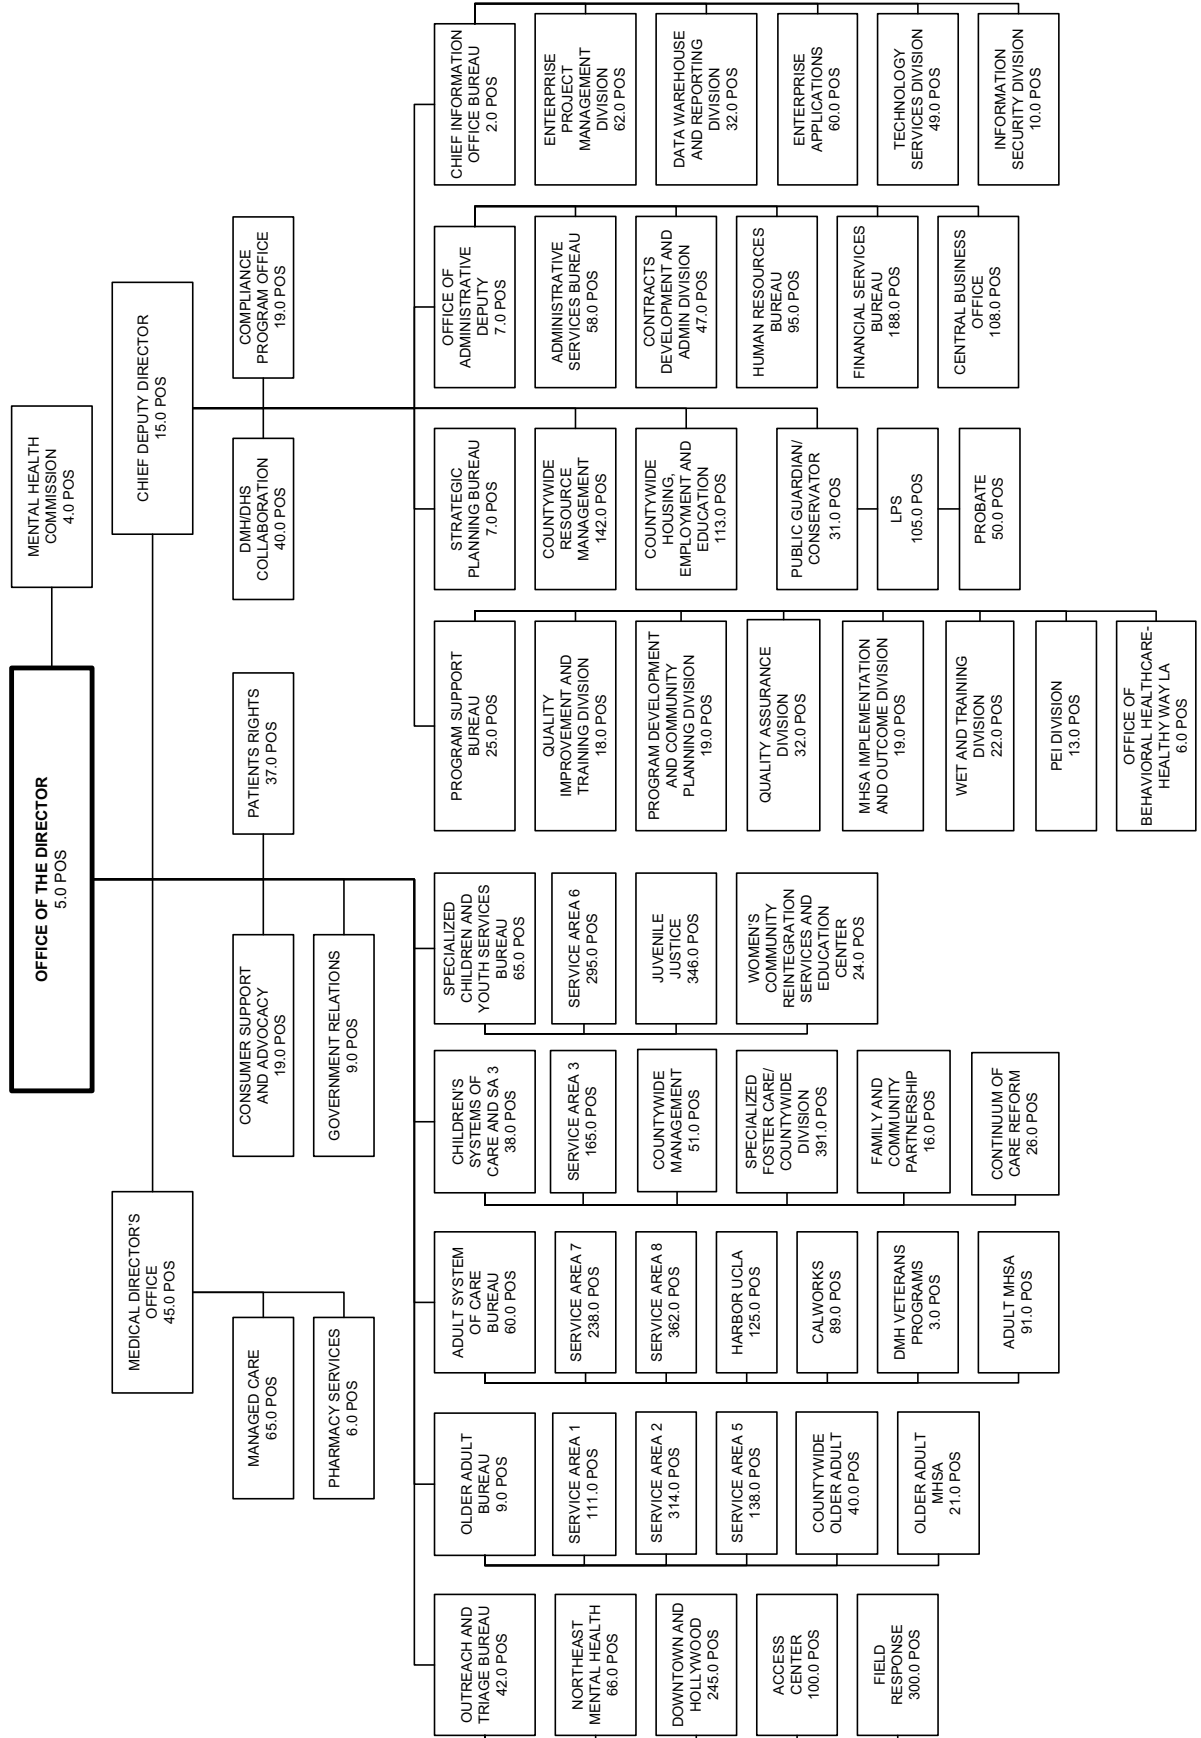 OFFICE OF THE DIRECTOR
5.0 POS
MENTAL HEALTH
COMMISSION
4.0 POS
MEDICAL DIRECTOR'S
OFFICE
45.0 POS
CHIEF DEPUTY DIRECTOR
15.0 POS
MANAGED CARE
65.0 POS
PHARMACY SERVICES
6.0 POS
CONSUMER SUPPORT
AND ADVOCACY
19.0 POS
PATIENTS RIGHTS
37.0 POS
GOVERNMENT RELATIONS
9.0 POS
DMH/DHS
COLLABORATION
40.0 POS
COMPLIANCE
PROGRAM OFFICE
19.0 POS
OUTREACH AND
TRIAGE BUREAU
42.0 POS
NORTHEAST
MENTAL HEALTH
66.0 POS
DOWNTOWN AND
HOLLYWOOD
245.0 POS
ACCESS
CENTER
100.0 POS
FIELD
RESPONSE
300.0 POS
OLDER ADULT
BUREAU
9.0 POS
SERVICE AREA 1
111.0 POS
SERVICE AREA 2
314.0 POS
SERVICE AREA 5
138.0 POS
COUNTYWIDE
OLDER ADULT
40.0 POS
OLDER ADULT
MHSA
21.0 POS
ADULT SYSTEM
OF CARE
BUREAU
60.0 POS
SERVICE AREA 7
238.0 POS
SERVICE AREA 8
362.0 POS
HARBOR UCLA
125.0 POS
CALWORKS
89.0 POS
DMH VETERANS
PROGRAMS
3.0 POS
ADULT MHSA
91.0 POS
CHILDREN'S
SYSTEMS OF
CARE AND SA 3
38.0 POS
SERVICE AREA 3
165.0 POS
COUNTYWIDE
MANAGEMENT
51.0 POS
SPECIALIZED
FOSTER CARE/
COUNTYWIDE
DIVISION
391.0 POS
FAMILY AND
COMMUNITY
PARTNERSHIP
16.0 POS
CONTINUUM OF
CARE REFORM
26.0 POS
SPECIALIZED
CHILDREN AND
YOUTH SERVICES
BUREAU
65.0 POS
SERVICE AREA 6
295.0 POS
JUVENILE
JUSTICE
346.0 POS
WOMEN'S
COMMUNITY
REINTEGRATION
SERVICES AND
EDUCATION
CENTER
24.0 POS
PROGRAM SUPPORT
BUREAU
25.0 POS
QUALITY
IMPROVEMENT AND
TRAINING DIVISION
18.0 POS
PROGRAM DEVELOPMENT
AND COMMUNITY
PLANNING DIVISION
19.0 POS
QUALITY ASSURANCE
DIVISION
32.0 POS
MHSA IMPLEMENTATION
AND OUTCOME DIVISION
19.0 POS
WET AND TRAINING
DIVISION
22.0 POS
PEI DIVISION
13.0 POS
OFFICE OF
BEHAVIORAL HEALTHCARE-
HEALTHY WAY LA
6.0 POS
STRATEGIC
PLANNING BUREAU
7.0 POS
COUNTYWIDE
RESOURCE
MANAGEMENT
142.0 POS
COUNTYWIDE
HOUSING,
EMPLOYMENT AND
EDUCATION
113.0 POS
PUBLIC GUARDIAN/
CONSERVATOR
31.0 POS
LPS
105.0 POS
PROBATE
50.0 POS
OFFICE OF
ADMINISTRATIVE
DEPUTY
7.0 POS
ADMINISTRATIVE
SERVICES BUREAU
58.0 POS
CONTRACTS
DEVELOPMENT AND
ADMIN DIVISION
47.0 POS
HUMAN RESOURCES
BUREAU
95.0 POS
FINANCIAL SERVICES
BUREAU
188.0 POS
CENTRAL BUSINESS
OFFICE
108.0 POS
CHIEF INFORMATION
OFFICE BUREAU
2.0 POS
ENTERPRISE
PROJECT
MANAGEMENT
DIVISION
62.0 POS
DATA WAREHOUSE
AND REPORTING
DIVISION
32.0 POS
ENTERPRISE
APPLICATIONS
60.0 POS
TECHNOLOGY
SERVICES DIVISION
49.0 POS
INFORMATION
SECURITY DIVISION
10.0 POS